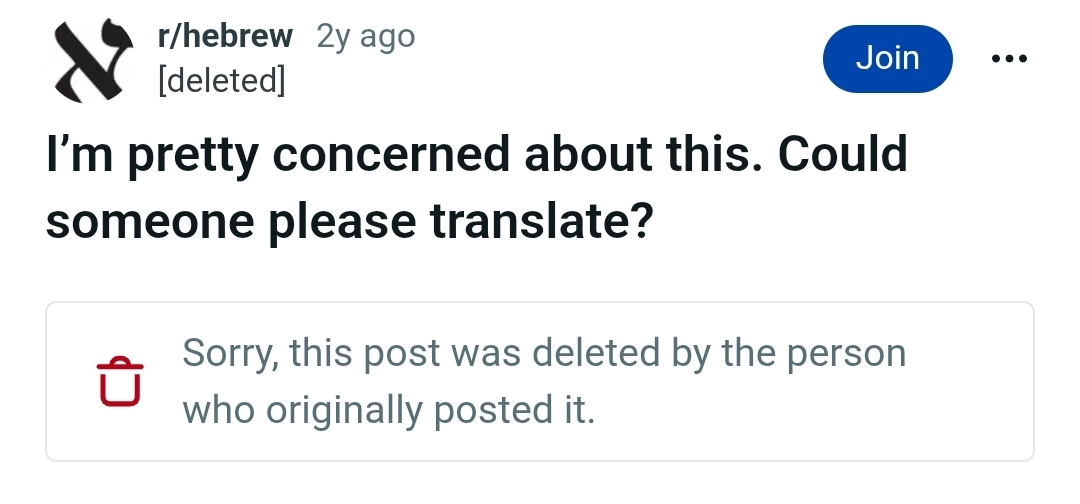 א
r/hebrew 2y ago
[deleted]
Join
I’m pretty concerned about this. Could
someone please translate?
Sorry, this post was deleted by the person
who originally posted it.